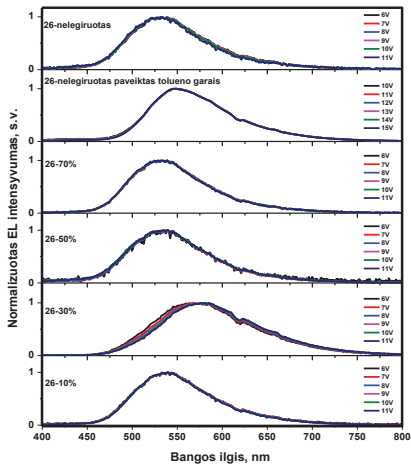 Normalizuotas EL intensyvumas, s.v.
26-nelegiruotas
6V
7V
8V
9V
10V
11V
1
0
26-nelegiruotas paveiktas tolueno garais
10V
11V
12V
13V
14V
15V
1
0
26-70%
6V
7V
8V
9V
10V
11V
1
0
26-50%
6V
7V
8V
9V
10V
11V
1
0
26-30%
6V
7V
8V
9V
10V
11V
1
0
26-10%
6V
7V
8V
9V
10V
11V
1
0
400 450 500 550 600 650 700 750 800
Bangos ilgis, nm